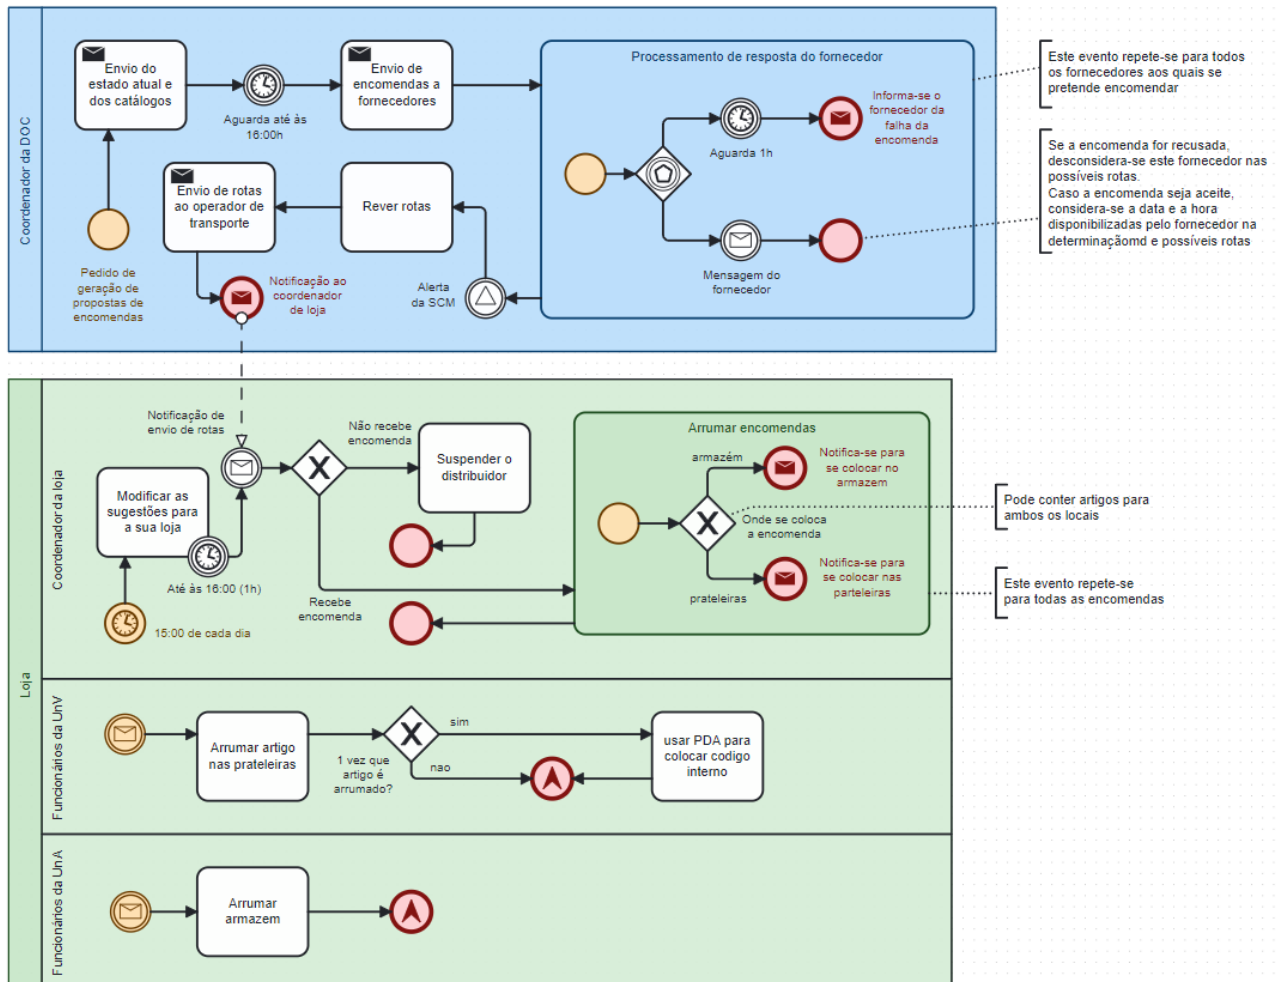 Coordenador da DOC
Envio do
estado atual e
dos catálogos
Aguarda até às
16:00h
Envio de
encomendas a
fornecedores
Processamento de resposta do fornecedor
Aguarda 1h
Informa-se o
fornecedor da
falha da
encomenda
Mensagem do
fornecedor
Este evento repete-se para todos
os fornecedores aos quais se
pretende encomendar
Se a encomenda for recusada,
desconsidera-se este fornecedor nas
possíveis rotas.
Caso a encomenda seja aceite,
considera-se a data e a hora
disponibilizadas pelo fornecedor na
determinaçãomd e possíveis rotas
Pedido de
geração de
propostas de
encomendas
Envio de rotas
ao operador de
transporte
Rever rotas
Notificação ao
coordenador
de loja
Alerta
da SCM
Loja
Coordenador da loja
Notificação de
envio de rotas
Modificar as
sugestões para
a sua loja
Até às 16:00 (1h)
15:00 de cada dia
Não recebe
encomenda
Suspender o
distribuidor
Recebe
encomenda
Arrumar encomendas
armazém
Notifica-se para
se colocar no
armazem
Onde se coloca
a encomenda
prateleiras
Notifica-se para
se colocar nas
parteleiras
Pode conter artigos para
ambos os locais
Este evento repete-se
para todas as encomendas
Funcionários da UnV
Arrumar artigo
nas prateleiras
1 vez que
artigo é
arrumado?
sim
nao
usar PDA para
colocar codigo
interno
Funcionários da UnA
Arrumar
armazem